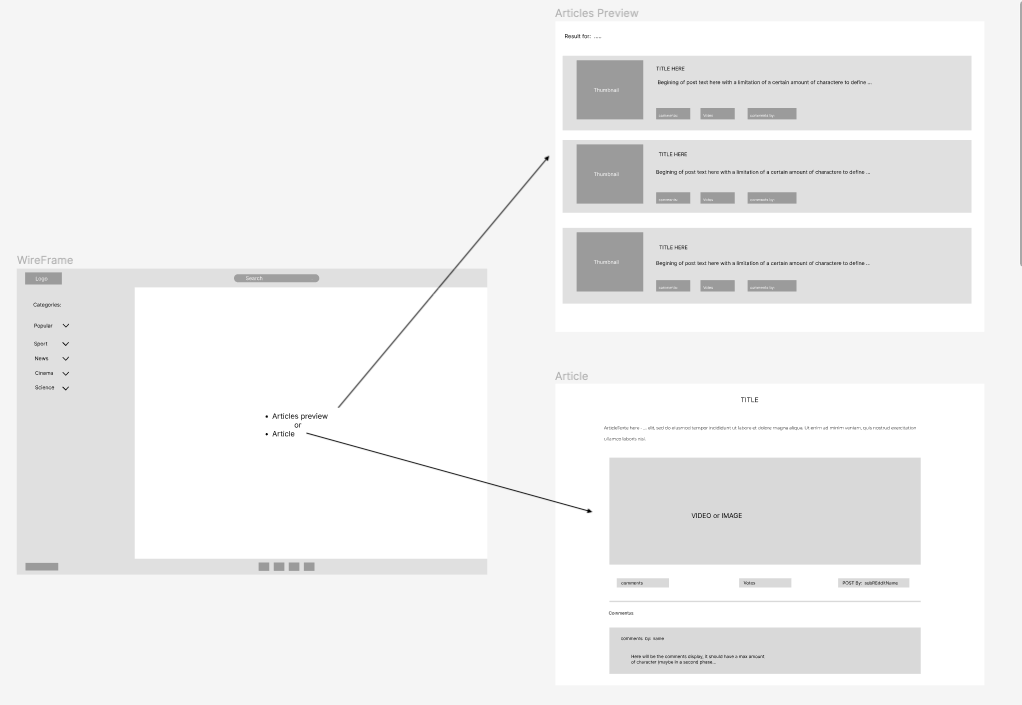 Articles Preview
Result for: .....
Thumbnail
TITLE HERE
Begining of post text here with a limitation of a certain amount of charactere to define ...
comments
Votes
comments by:
Thumbnail
TITLE HERE
Begining of post text here with a limitation of a certain amount of charactere to define ...
comments
Votes
comments by:
Thumbnail
TITLE HERE
Begining of post text here with a limitation of a certain amount of charactere to define ...
comments
Votes
comments by:
WireFrame
Logo
Search
Categories:
Popular
Sport
News
Cinema
Science
• Articles preview
or
• Article
Article
TITLE
here - ... elit, sed do eiusmod tempor incididunt ut labore et dolore magna aliqua. Ut enim ad minim veniam, quis nostrud exercitation
ullamco laboris nisi.
VIDEO or IMAGE
comments
Votes
POST By: subREdditName
comments by: name
Here will be the comments display, it should have a max amount
of character (maybe in a second phase...